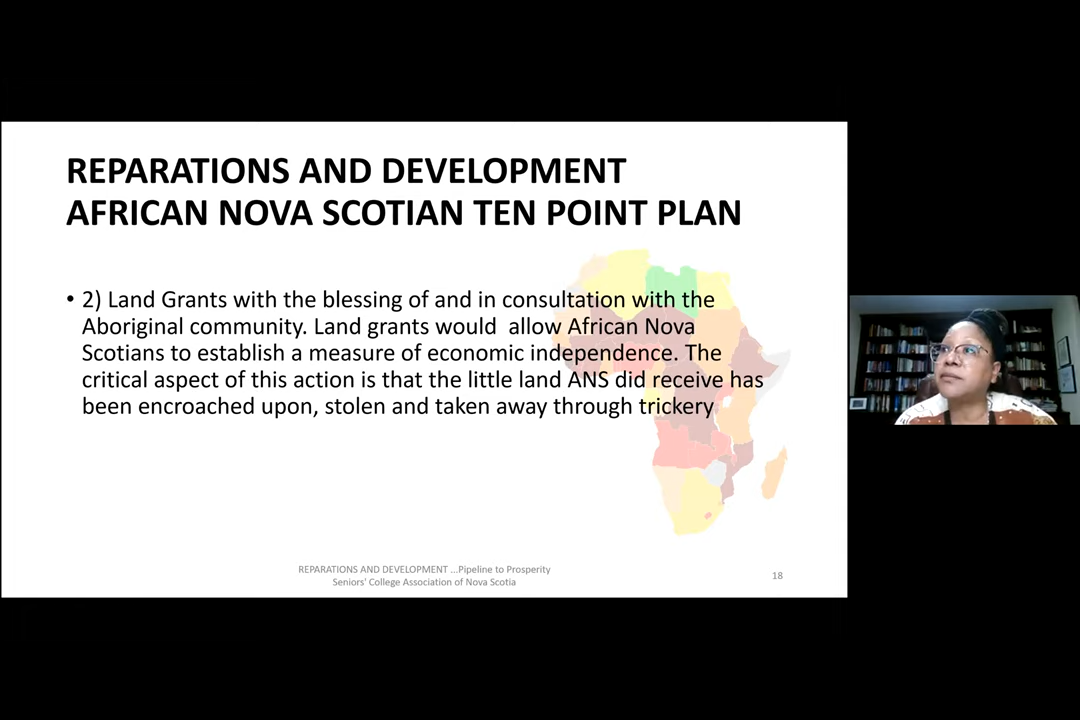 REPARATIONS AND DEVELOPMENT
AFRICAN NOVA SCOTIAN TEN POINT PLAN
• 2) Land Grants with the blessing of and in consultation with the
Aboriginal community. Land grants would  allow African Nova
Scotians to establish a measure of economic independence. The
critical aspect of this action is that the little land ANS did receive has
been encroached upon, stolen and taken away through trickery
REPARATIONS AND DEVELOPMENT ...Pipeline to Prosperity
Seniors' College Association of Nova Scotia
18